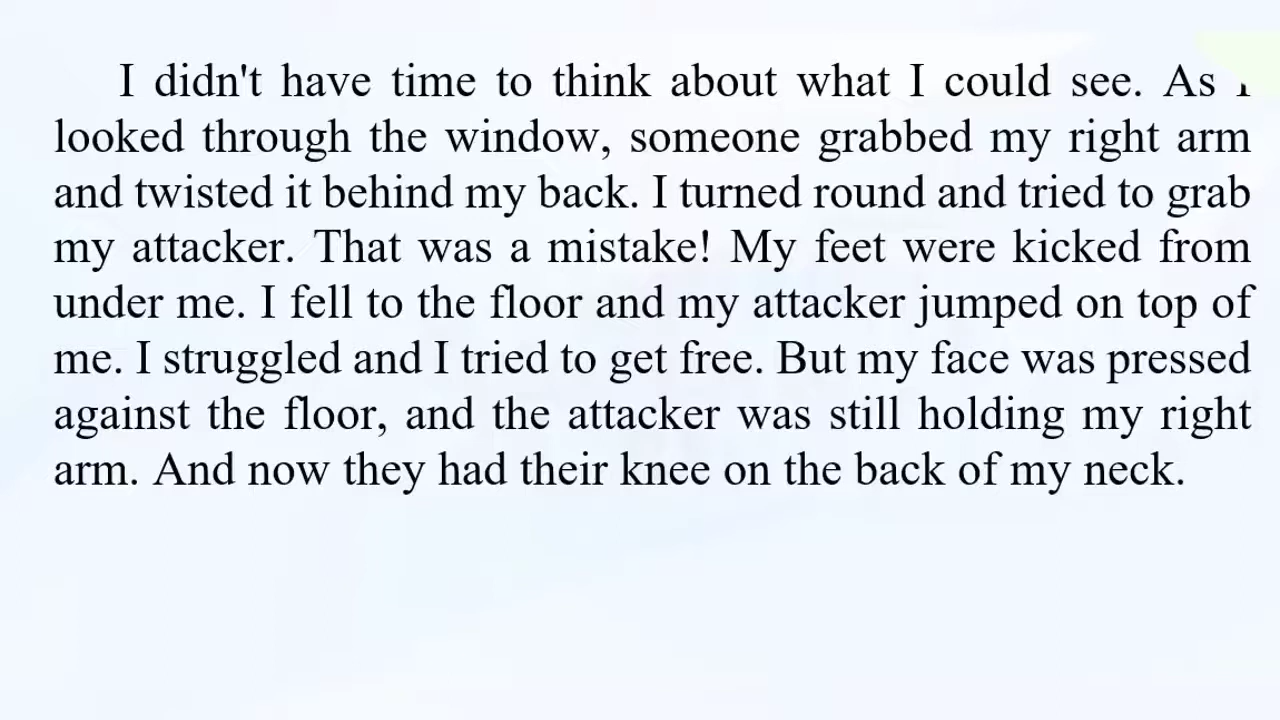 I didn't have time to think about what I could see. As I
looked through the window, someone grabbed my right arm
and twisted it behind my back. I turned round and tried to grab
my attacker. That was a mistake! My feet were kicked from
under me. I fell to the floor and my attacker jumped on top of
me. I struggled and I tried to get free. But my face was pressed
against the floor, and the attacker was still holding my right
arm. And now they had their knee on the back of my neck.